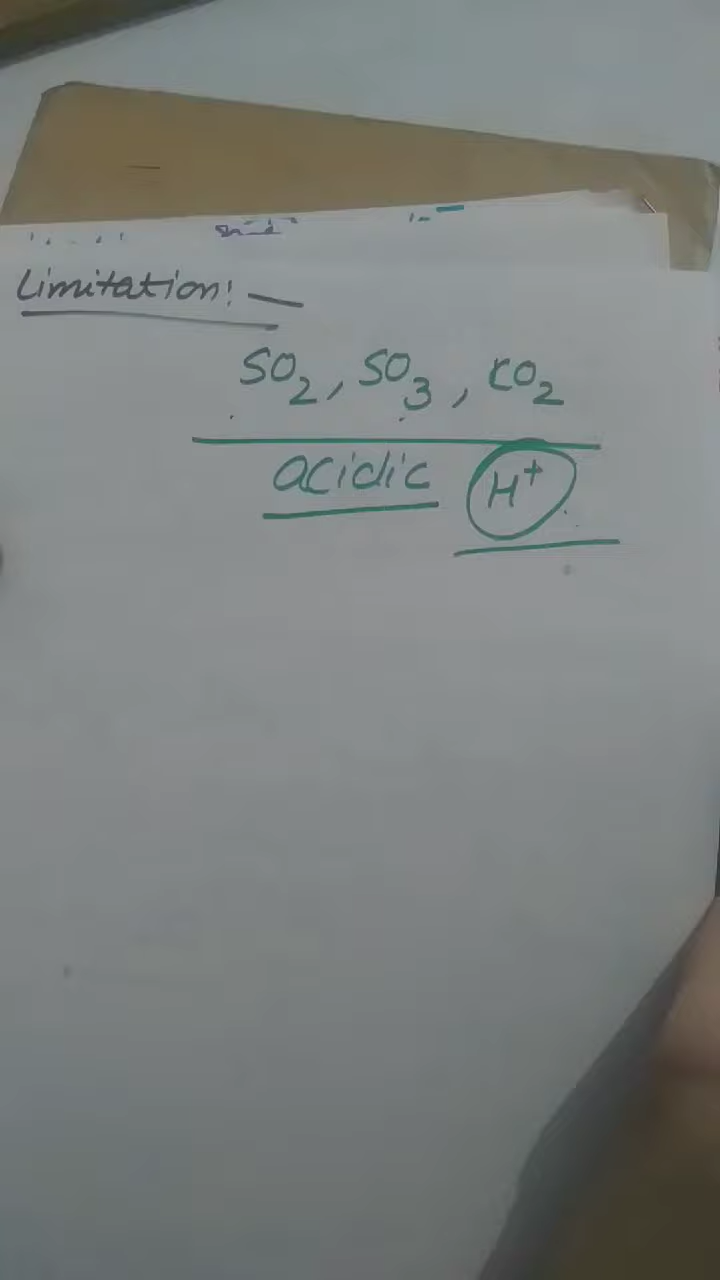 Limitation: —
SO2, SO3, CO2
acidic H+